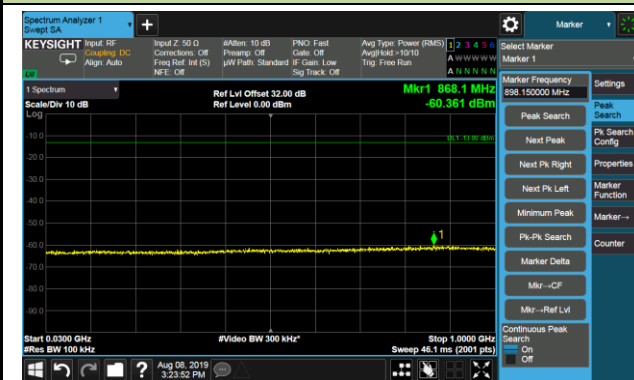 Spectrum Analyzer 1
Swept SA
Marker
KEYSIGHT
Input: RF
Coupling: DC
Align: Auto
Input Z: 50 Ω
Corrections: Off
Freq Ref: Int (S)
NFE: Off
#Atten: 10 dB
Preamp: Off
µW Path: Standard
PNO: Fast
Gate: Off
IF Gain: Low
Sig Track: Off
Avg Type: Power (RMS)
Avg|Hold:>10/10
Trig: Free Run
1 2 3 4 5 6
A W W W W W
A N N N N N
Select Marker
Marker 1
1 Spectrum
Scale/Div 10 dB
Log
Ref Lvl Offset 32.00 dB
Ref Level 0.00 dBm
Mkr1 868.1 MHz
-60.361 dBm
DL1 -13.00 dBm
-10.0
-20.0
-30.0
-40.0
-50.0
-60.0
-70.0
-80.0
-90.0
1
Start 0.0300 GHz
#Res BW 100 kHz
#Video BW 300 kHz*
Stop 1.0000 GHz
Sweep 46.1 ms (2001 pts)
Marker Frequency
898.150000 MHz
Peak Search
Next Peak
Next Pk Right
Next Pk Left
Minimum Peak
Pk-Pk Search
Marker Delta
Mkr→CF
Mkr→Ref Lvl
Continuous Peak
Search
On
Off
Settings
Peak
Search
Pk Search
Config
Properties
Marker
Function
Marker→
Counter
Aug 08, 2019
3:23:52 PM